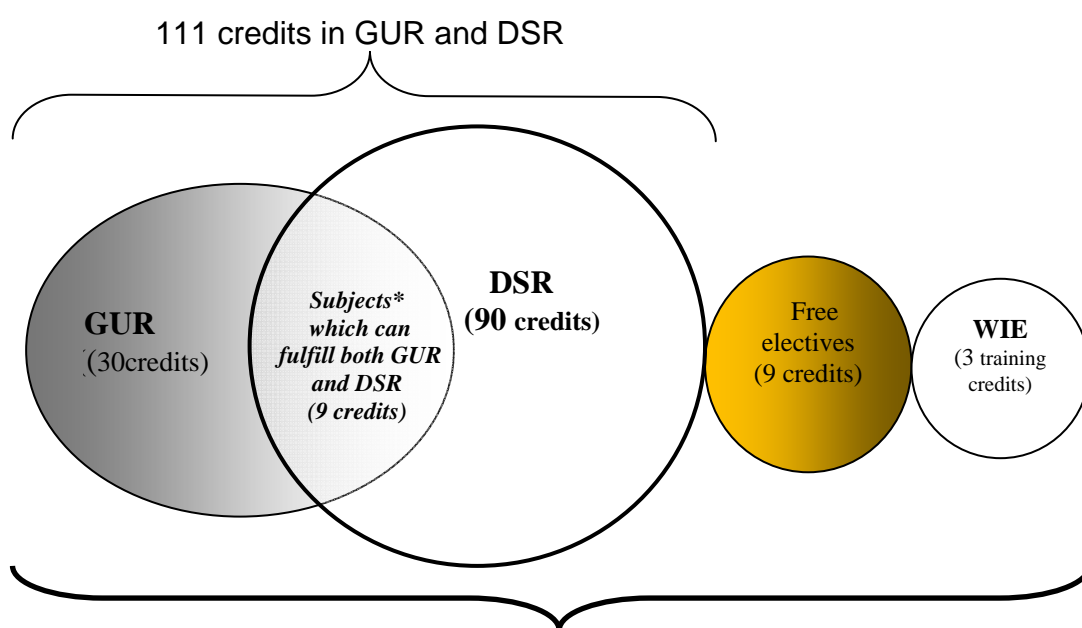 111 credits in GUR and DSR
GUR
(30credits)
Subjects*
which can
fulfill both GUR
and DSR
(9 credits)
DSR
(90 credits)
Free
electives
(9 credits)
WIE
(3 training
credits)